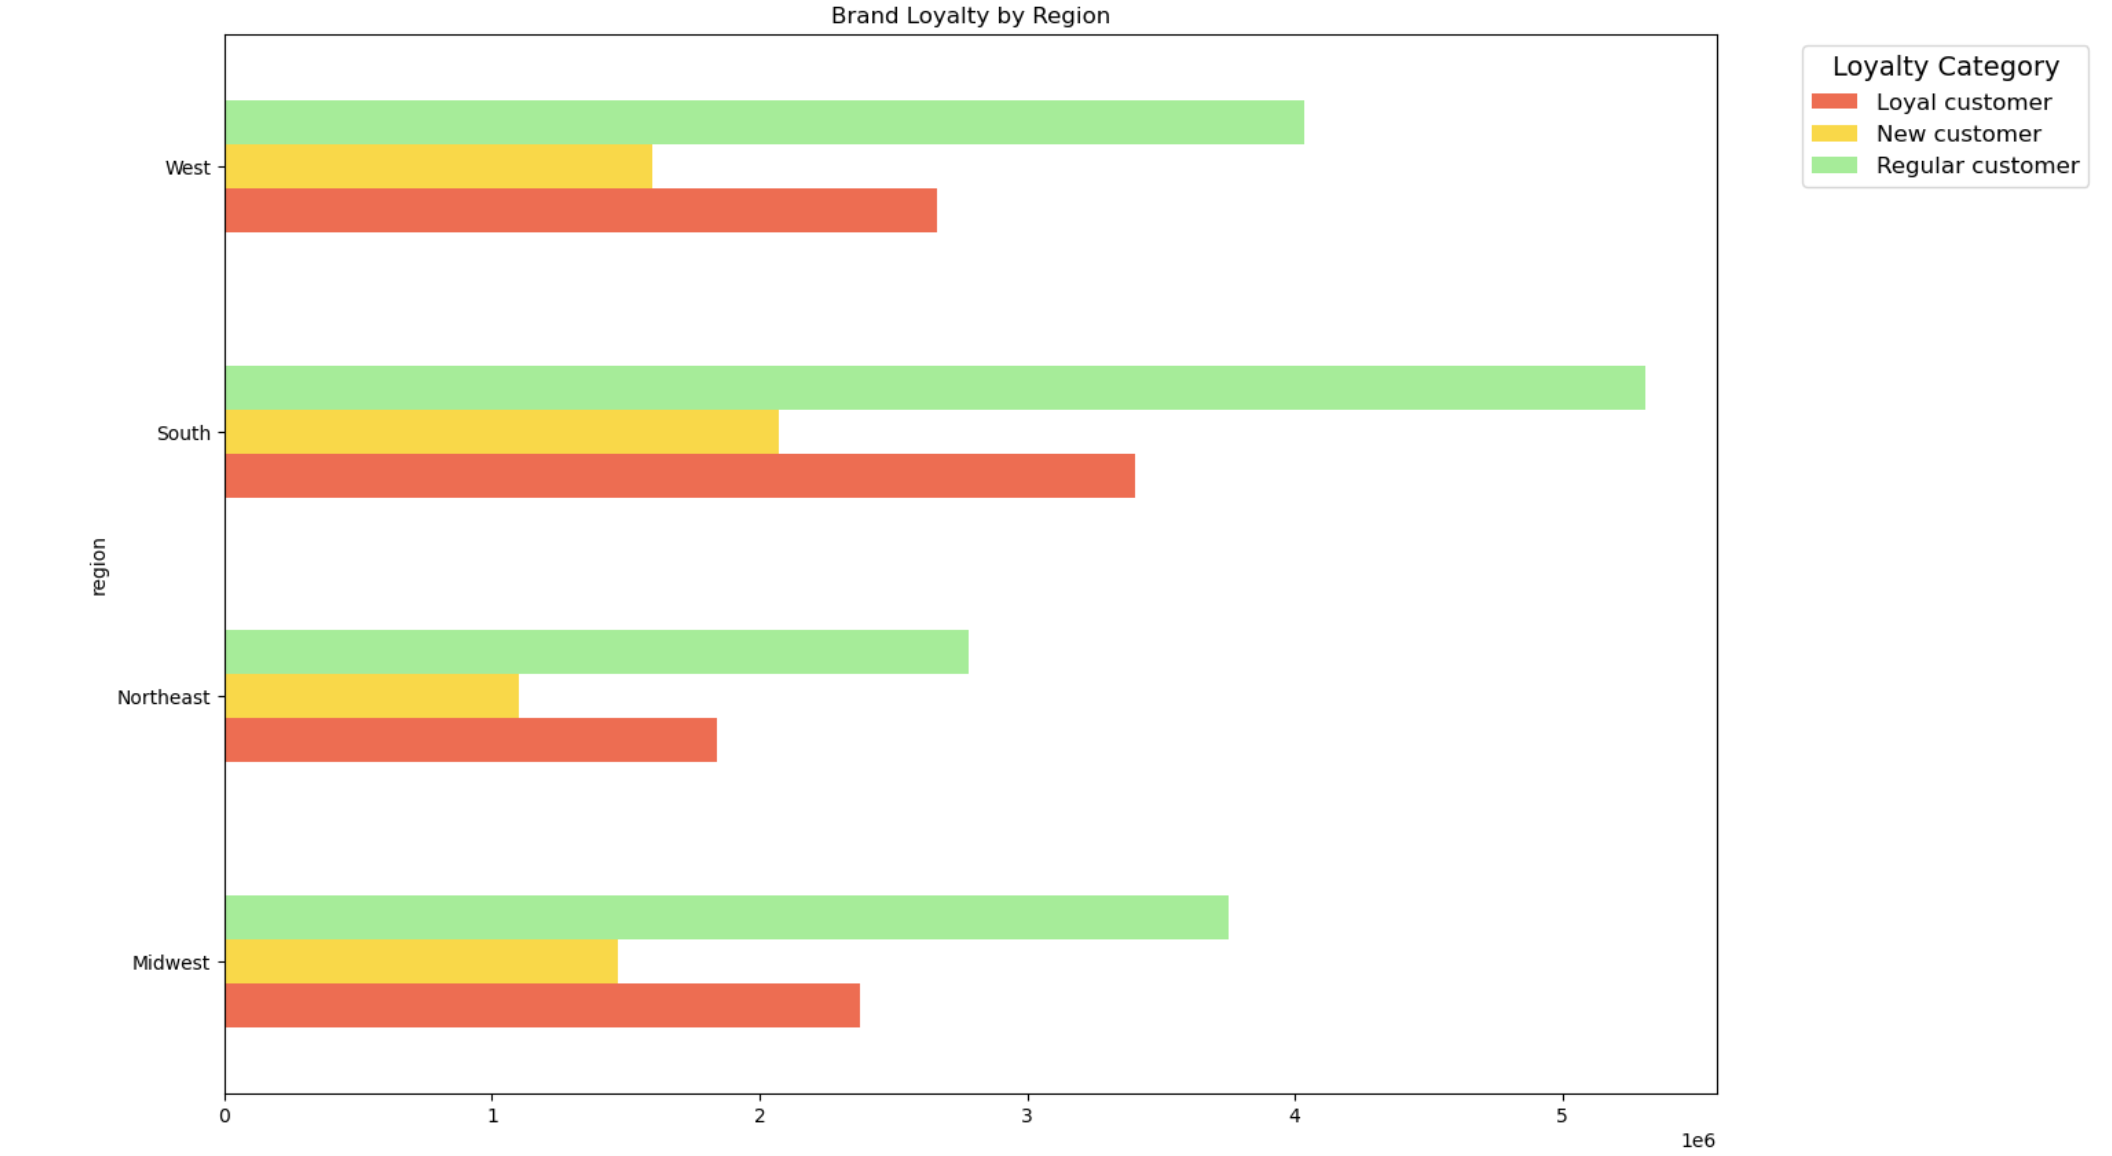 Brand Loyalty by Region
Loyalty Category
Loyal customer
New customer
Regular customer
West
South
Northeast
Midwest
region
0 1 2 3 4 5
1e6